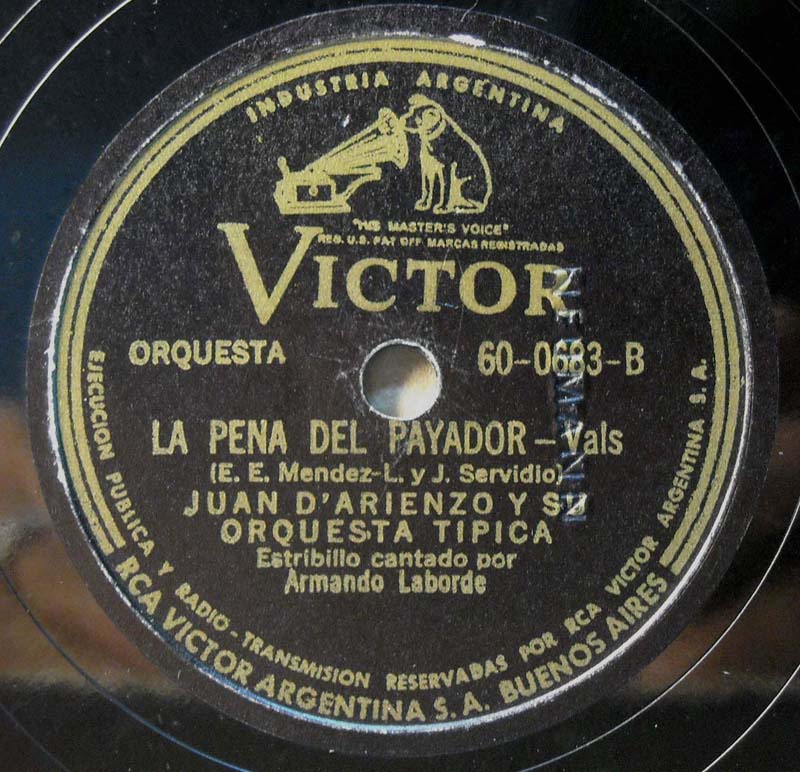 INDUSTRIA ARGENTINA
"HIS MASTER'S VOICE"
REG. U.S. PAT OFF MARCAS REGISTRADAS
VICTOR
ORQUESTA
60-0683-B
LA PENA DEL PAYADOR – Vals
(E. E. Mendez-L. y J. Servidio)
JUAN D'ARIENZO Y SU
ORQUESTA TIPICA
Estribillo cantado por
Armando Laborde
EJECUCION PUBLICA Y RADIO-TRANSMISION RESERVADAS POR RCA VICTOR ARGENTINA S.A.
RCA VICTOR ARGENTINA S.A. BUENOS AIRES